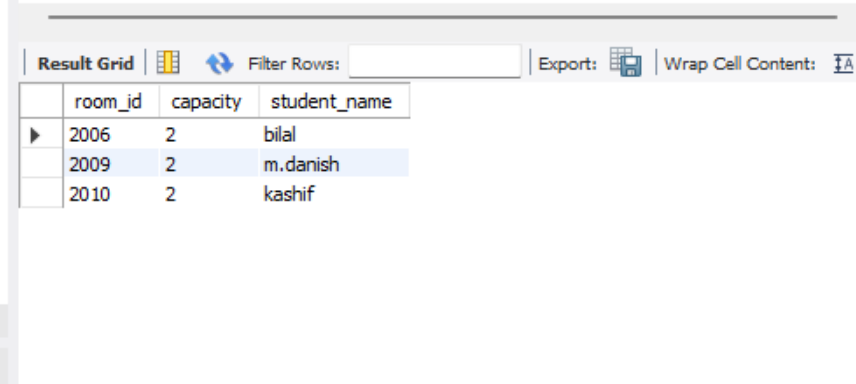 Result Grid Filter Rows: Export: Wrap Cell Content:
room_id capacity student_name
2006 2 bilal
2009 2 m.danish
2010 2 kashif